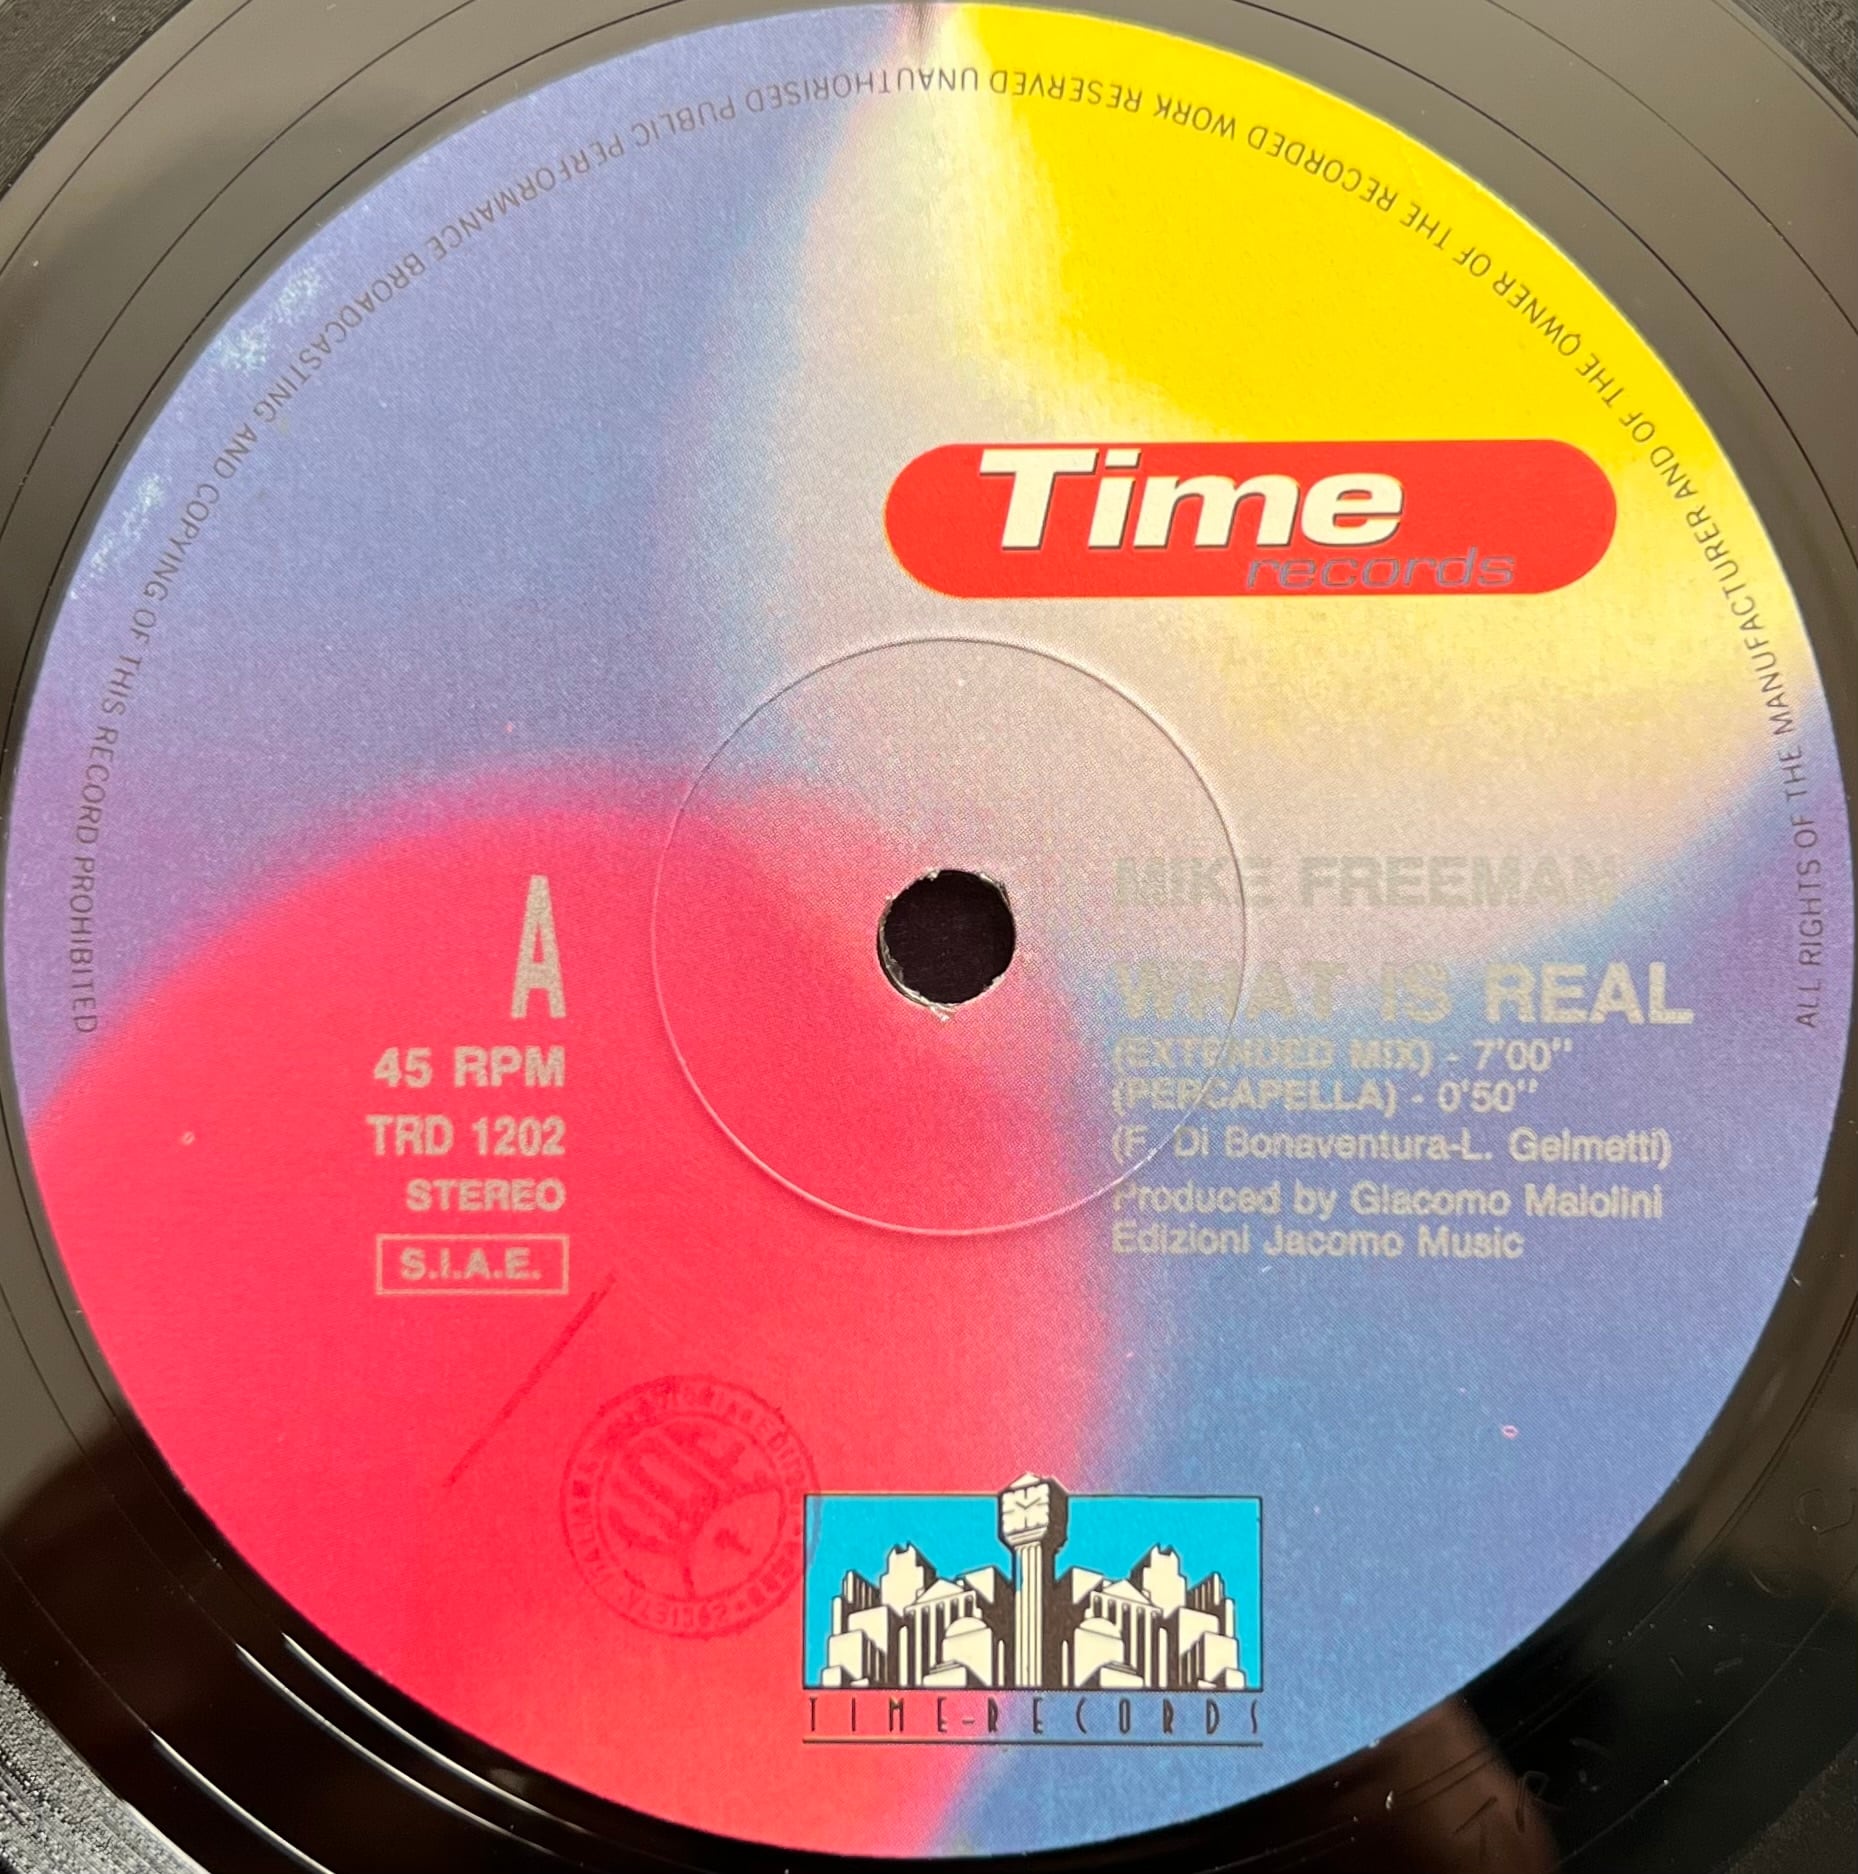 ALL RIGHTS OF THE MANUFACTURER AND OF THE OWNER OF THE RECORDED WORK RESERVED UNAUTHORISED PUBLIC PERFORMANCE BROADCASTING AND COPYING OF THIS RECORD PROHIBITED
Time
records
MIKE FREEMAN
WHAT IS REAL
(EXTENDED MIX) - 7'00"
(PERCAPELLA) - 0'50"
(F. Di Bonaventura-L. Gelmetti)
Produced by Giacomo Maiolini
Edizioni Jacomo Music
A
45 RPM
TRD 1202
STEREO
S.I.A.E.
TIME-RECORDS